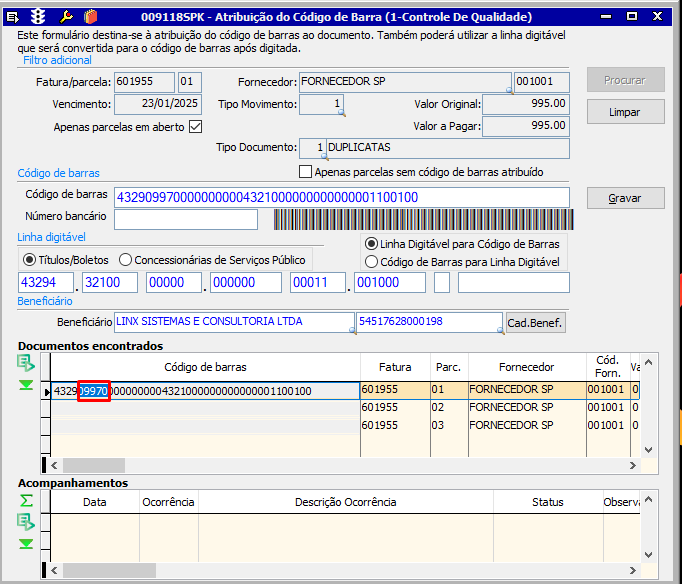 009118SPK - Atribuição do Código de Barra (1-Controle De Qualidade)
Este formulário destina-se à atribuição do código de barras ao documento. Também poderá utilizar a linha digitável
que será convertida para o código de barras após digitada.
Filtro adicional
Fatura/parcela: 601955 01 Fornecedor: FORNECEDOR SP 001001 Procurar
Vencimento: 23/01/2025 Tipo Movimento: 1 Valor Original: 995.00 Limpar
Apenas parcelas em aberto Valor a Pagar: 995.00
Tipo Documento: 1 DUPLICATAS
Código de barras Apenas parcelas sem código de barras atribuído
Código de barras 43290997000000000432100000000000001100100 Gravar
Número bancário
Linha digitável
Títulos/Boletos Concessionárias de Serviços Público Linha Digitável para Código de Barras
Código de Barras para Linha Digitável
43294 . 32100 00000 . 000000 00011 . 001000
Beneficiário
Beneficiário LINX SISTEMAS E CONSULTORIA LTDA 54517628000198 Cad.Benef.
Documentos encontrados
Código de barras Fatura Parc. Fornecedor Cód. Forn. Va
43290997000000000432100000000000001100100 601955 01 FORNECEDOR SP 001001 0
601955 02 FORNECEDOR SP 001001 0
601955 03 FORNECEDOR SP 001001 0
Acompanhamentos
Data Ocorrência Descrição Ocorrência Status Observa